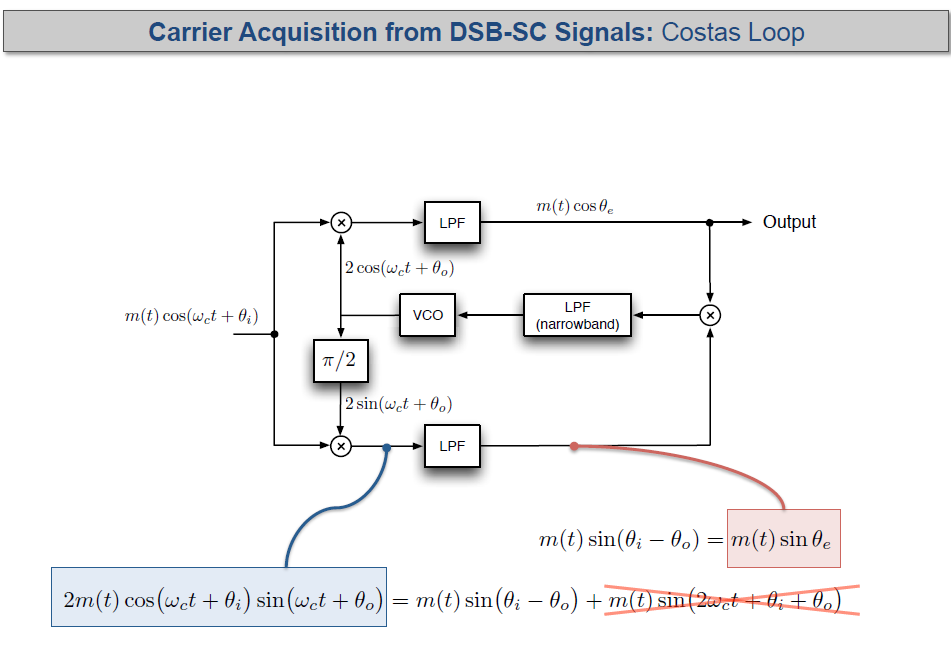 Carrier Acquisition from DSB-SC Signals: Costas Loop
m(t) cos θₑ
LPF
Output
2 cos(ω_c t + θ_o)
m(t) cos(ω_c t + θ_i)
VCO
LPF
(narrowband)
π/2
2 sin(ω_c t + θ_o)
LPF
m(t) sin(θ_i − θ_o) = m(t) sin θₑ
2m(t) cos(ω_c t + θ_i) sin(ω_c t + θ_o) = m(t) sin(θ_i − θ_o) + m(t) sin(2ω_c t + θ_i + θ_o)